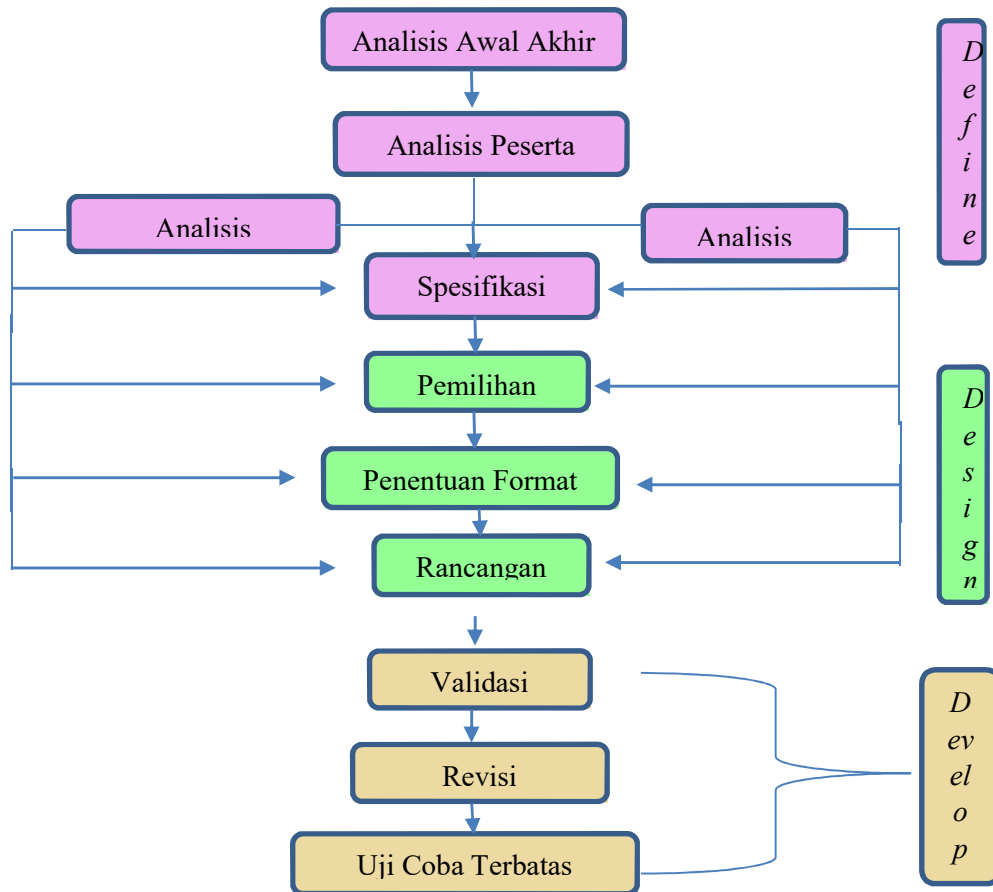 Analisis Awal Akhir
Analisis Peserta
Analisis
Analisis
Spesifikasi
Pemilihan
Penentuan Format
Rancangan
Validasi
Revisi
Uji Coba Terbatas
D
e
f
i
n
e
D
e
s
i
g
n
D
ev
el
o
p